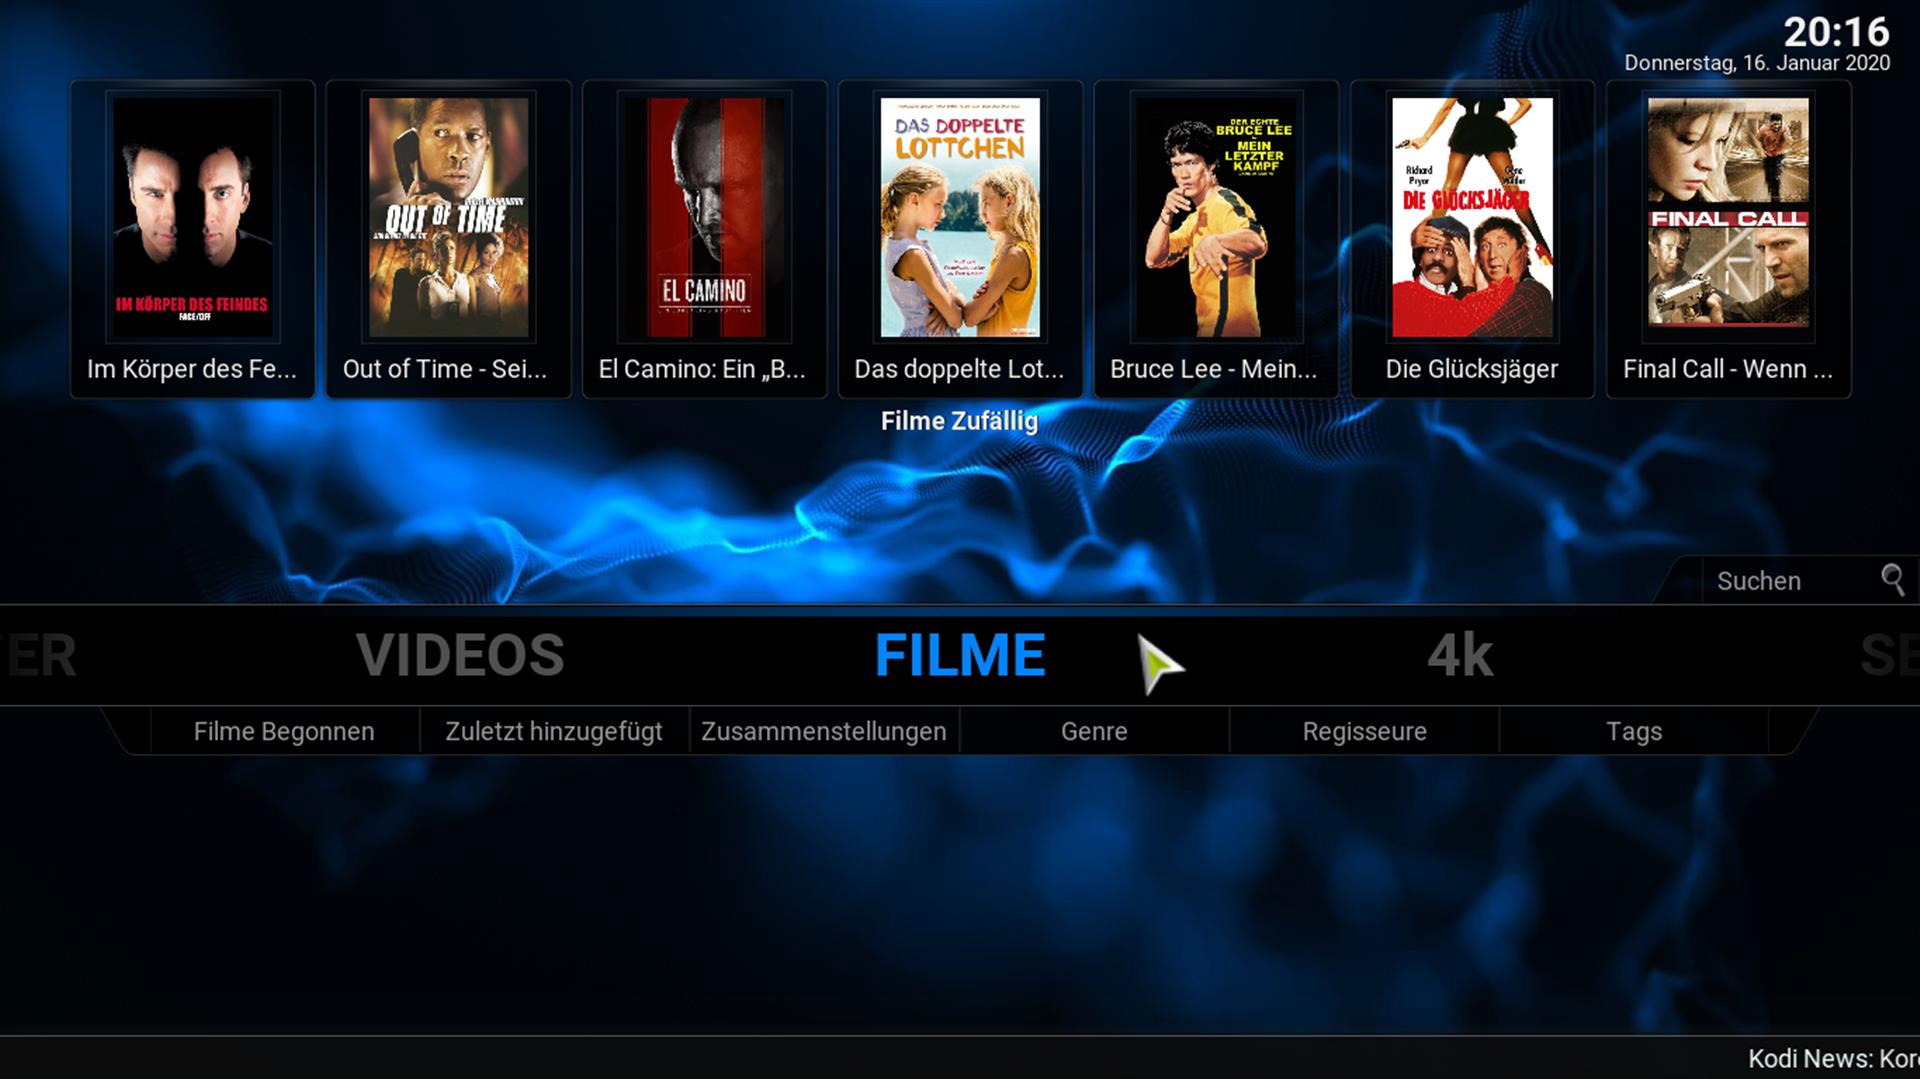 20:16
Donnerstag, 16. Januar 2020
IM KÖRPER DES FEINDES
FACE/OFF
OUT OF TIME
EL CAMINO
DAS DOPPELTE
LOTTCHEN
DER ECHTE
BRUCE LEE
MEIN
LETZTER
KAMPF
Richard
Pryor
Gene
Wilder
DIE GLÜCKSJÄGER
FINAL CALL
Im Körper des Fe...
Out of Time - Sei...
El Camino: Ein „B...
Das doppelte Lot...
Bruce Lee - Mein...
Die Glücksjäger
Final Call - Wenn ...
Filme Zufällig
Suchen
ER
VIDEOS
FILME
4k
SE
Filme Begonnen
Zuletzt hinzugefügt
Zusammenstellungen
Genre
Regisseure
Tags
Kodi News: Kor